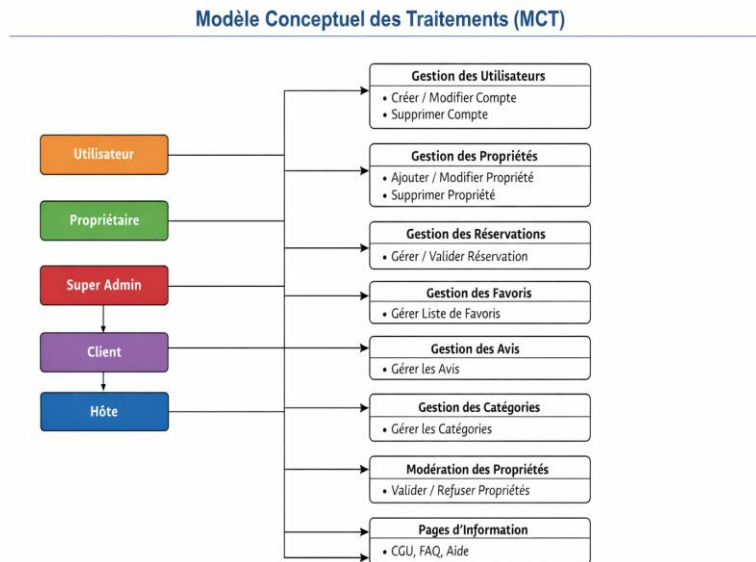 Modèle Conceptuel des Traitements (MCT)
Utilisateur
Propriétaire
Super Admin
Client
Hôte
Gestion des Utilisateurs
• Créer / Modifier Compte
• Supprimer Compte
Gestion des Propriétés
• Ajouter / Modifier Propriété
• Supprimer Propriété
Gestion des Réservations
• Gérer / Valider Réservation
Gestion des Favoris
• Gérer Liste de Favoris
Gestion des Avis
• Gérer les Avis
Gestion des Catégories
• Gérer les Catégories
Modération des Propriétés
• Valider / Refuser Propriétés
Pages d'Information
• CGU, FAQ, Aide